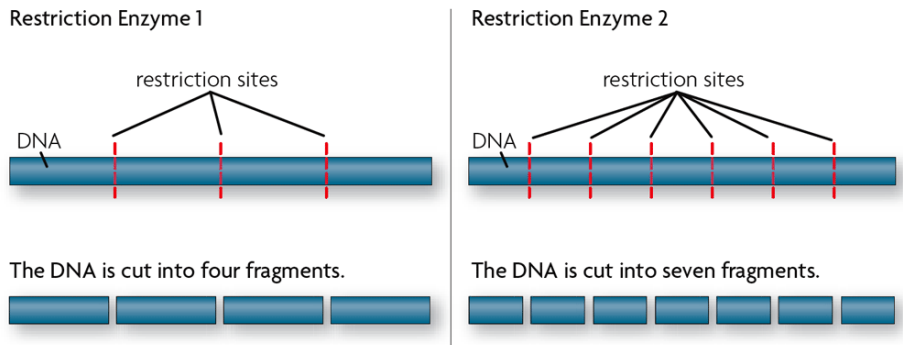 Restriction Enzyme 1
restriction sites
DNA
The DNA is cut into four fragments.
Restriction Enzyme 2
restriction sites
DNA
The DNA is cut into seven fragments.